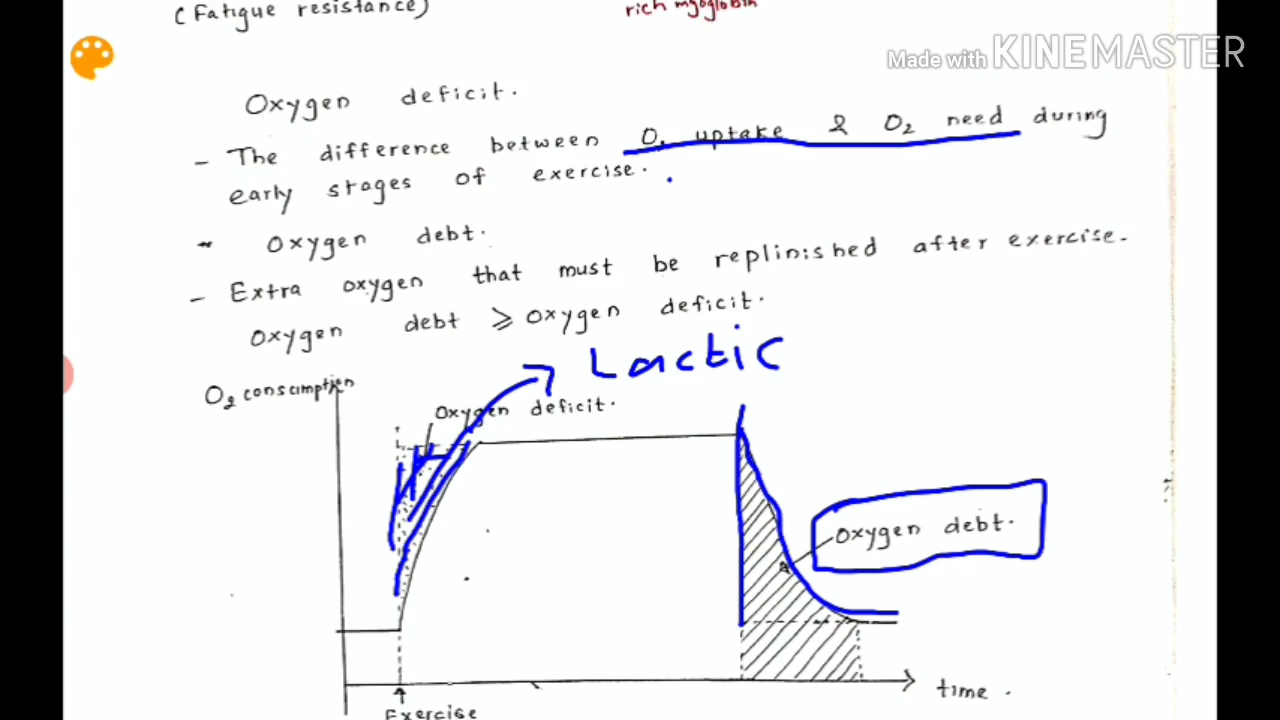 (Fatigue resistance)
rich myoglobin
Made with KINEMASTER
Oxygen deficit.
- The difference between O2 uptake & O2 need during
early stages of exercise.
Oxygen debt.
- Extra oxygen that must be replinished after exercise.
Oxygen debt ⩾ oxygen deficit.
Lactic
O2 consumption
Oxygen deficit.
Oxygen debt.
time.
Exercise